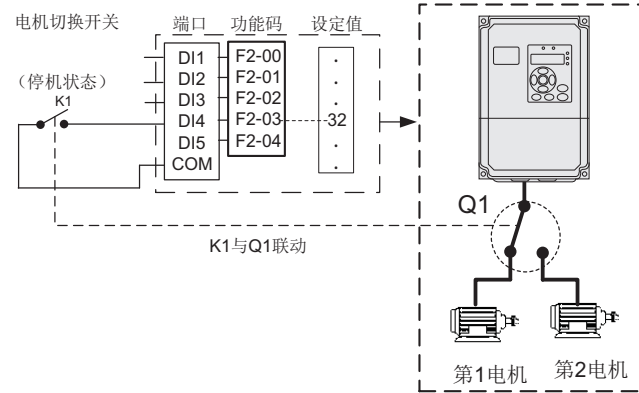 电机切换开关
端口 功能码 设定值
DI1 F2-00
（停机状态）
DI2 F2-01
K1
DI3 F2-02
DI4 F2-03 32
DI5 F2-04
COM
Q1
K1与Q1联动
第1电机 第2电机